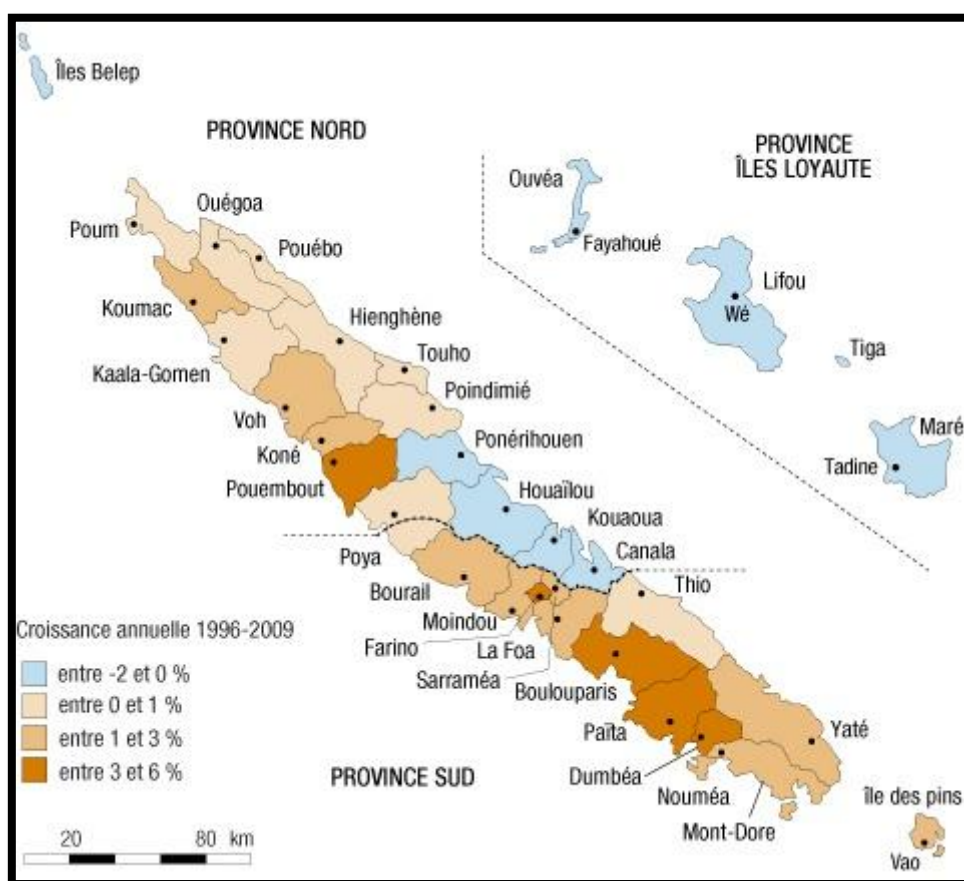 Îles Belep
PROVINCE NORD
PROVINCE
ÎLES LOYAUTE
Ouvéa
Ouégoa
Poum
Pouébo
Fayahoué
Lifou
Koumac
Wé
Hienghène
Tiga
Touho
Kaala-Gomen
Poindimié
Voh
Maré
Ponérihouen
Koné
Tadine
Pouembout
Houaïlou
Kouaoua
Poya
Canala
Bourail
Thio
Moindou
Croissance annuelle 1996-2009
Farino
La Foa
entre -2 et 0 %
Sarraméa
Boulouparis
entre 0 et 1 %
entre 1 et 3 %
Païta
Yaté
entre 3 et 6 %
PROVINCE SUD
Dumbéa
Nouméa
île des pins
Mont-Dore
20 80 km
Vao